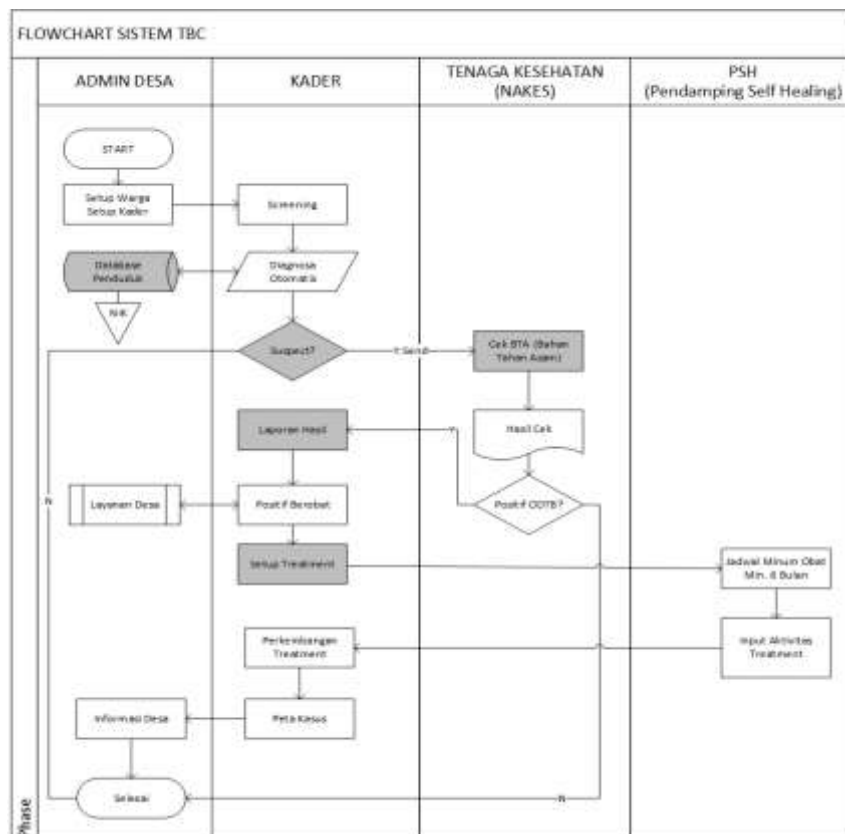 FLOWCHART SISTEM TBC
ADMIN DESA
KADER
TENAGA KESEHATAN
(NAKES)
PSH
(Pendamping Self Healing)
START
Setup Warga
Setup Kader
Screening
Database
Penduduk
Diagnosa
Otomatis
NIK
Suspect?
Y Send
Cek BTA (Bahan
Tahan Asam)
Laporan Hasil
Y
Hasil Cek
N
Layanan Desa
Positif Berobat
Positif ODTB?
Setup Treatment
Jadwal Minum Obat
Min. 6 Bulan
Perkembangan
Treatment
Input Aktivitas
Treatment
Informasi Desa
Peta Kasus
Selesai
N
Phase